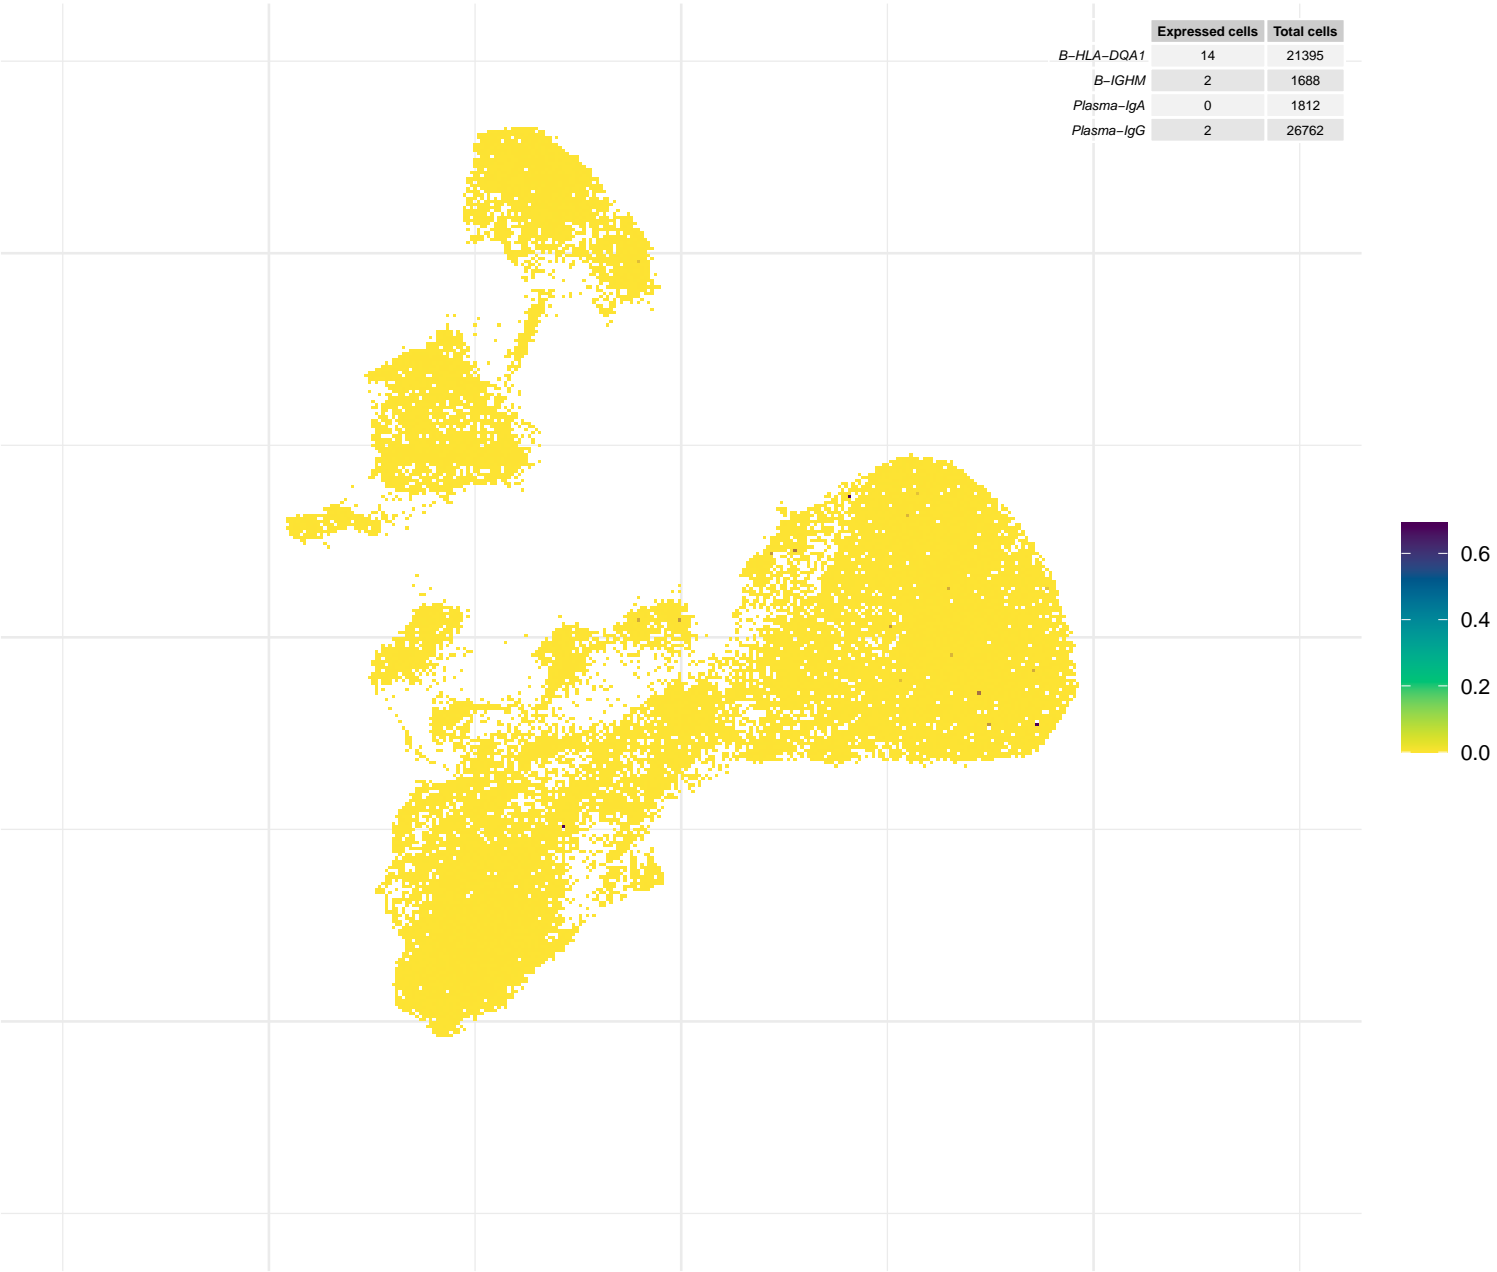 Expressed cells Total cells
B−HLA−DQA1 14 21395
B−IGHM 2 1688
Plasma−IgA 0 1812
Plasma−IgG 2 26762
0.6
0.4
0.2
0.0